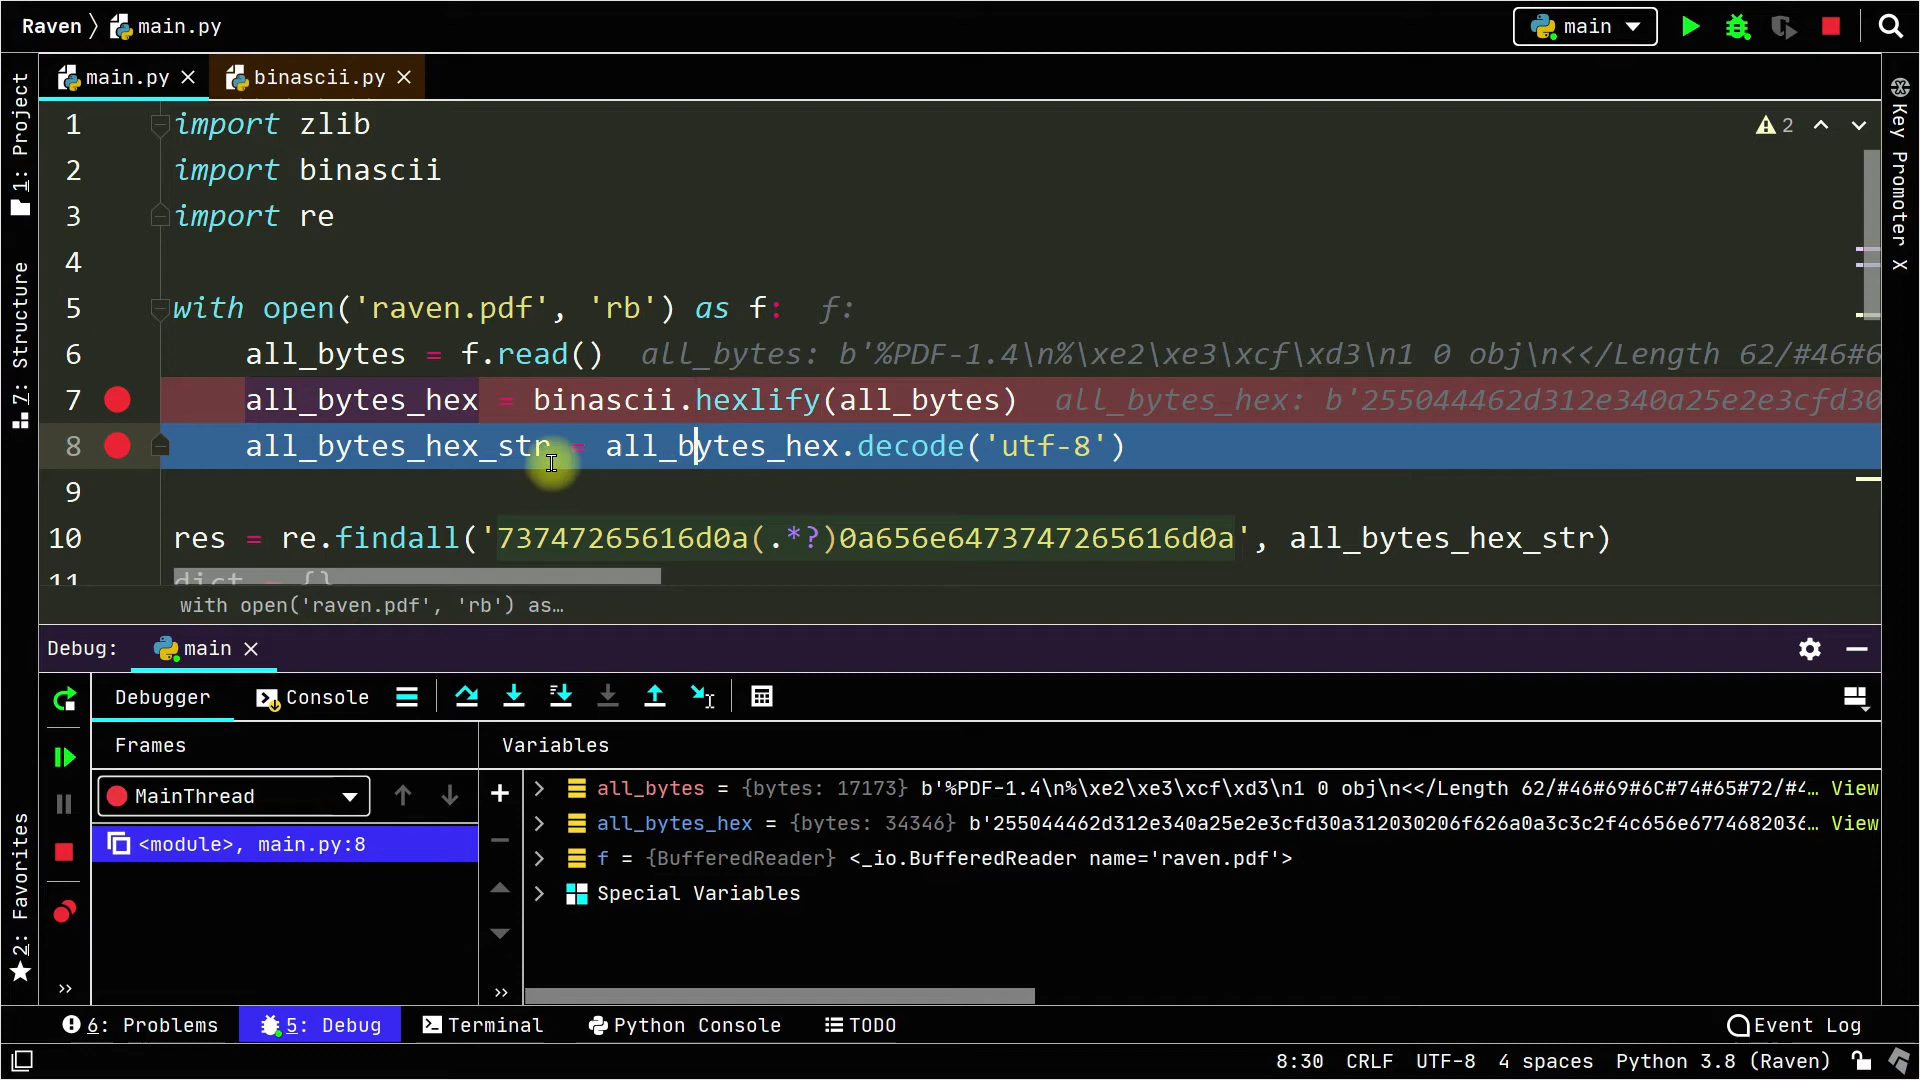 Raven 〉 main.py
main
main.py
binascii.py
1: Project
7: Structure
2: Favorites
Key Promoter X
2
1 import zlib
2 import binascii
3 import re
4
5 with open('raven.pdf', 'rb') as f: f:
6 all_bytes = f.read() all_bytes: b'%PDF-1.4\n%\xe2\xe3\xcf\xd3\n1 0 obj\n<</Length 62/#46#6
7 all_bytes_hex = binascii.hexlify(all_bytes) all_bytes_hex: b'255044462d312e340a25e2e3cfd30
8 all_bytes_hex_str = all_bytes_hex.decode('utf-8')
9
10 res = re.findall('73747265616d0a(.*?)0a656e6473747265616d0a', all_bytes_hex_str)
11 dict = {}
with open('raven.pdf', 'rb') as…
Debug: main
Debugger Console
Frames
Variables
MainThread
<module>, main.py:8
all_bytes = {bytes: 17173} b'%PDF-1.4\n%\xe2\xe3\xcf\xd3\n1 0 obj\n<</Length 62/#46#69#6C#74#65#72/#4… View
all_bytes_hex = {bytes: 34346} b'255044462d312e340a25e2e3cfd30a312030206f626a0a3c3c2f4c656e6774682036… View
f = {BufferedReader} <_io.BufferedReader name='raven.pdf'>
Special Variables
6: Problems 5: Debug Terminal Python Console TODO Event Log
8:30 CRLF UTF-8 4 spaces Python 3.8 (Raven)